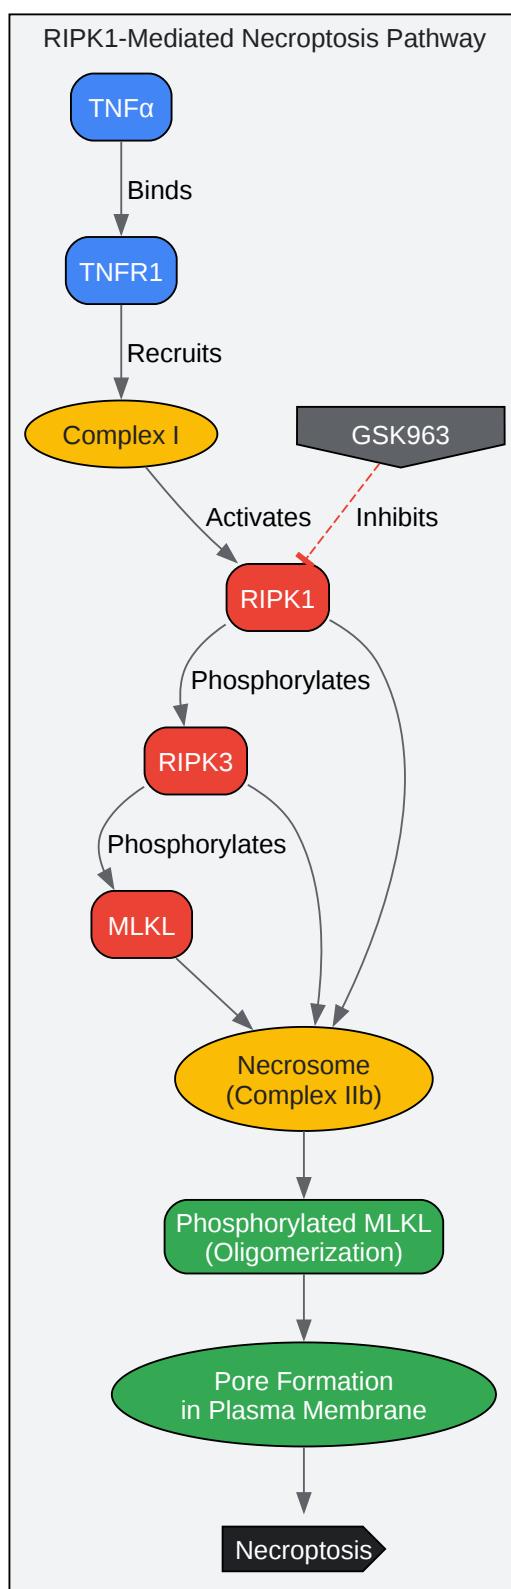 RIPK1-Mediated Necroptosis Pathway
TNFα
Binds
TNFR1
Recruits
Complex I
GSK963
Activates
Inhibits
RIPK1
Phosphorylates
RIPK3
Phosphorylates
MLKL
Necrosome
(Complex IIb)
Phosphorylated MLKL
(Oligomerization)
Pore Formation
in Plasma Membrane
Necroptosis